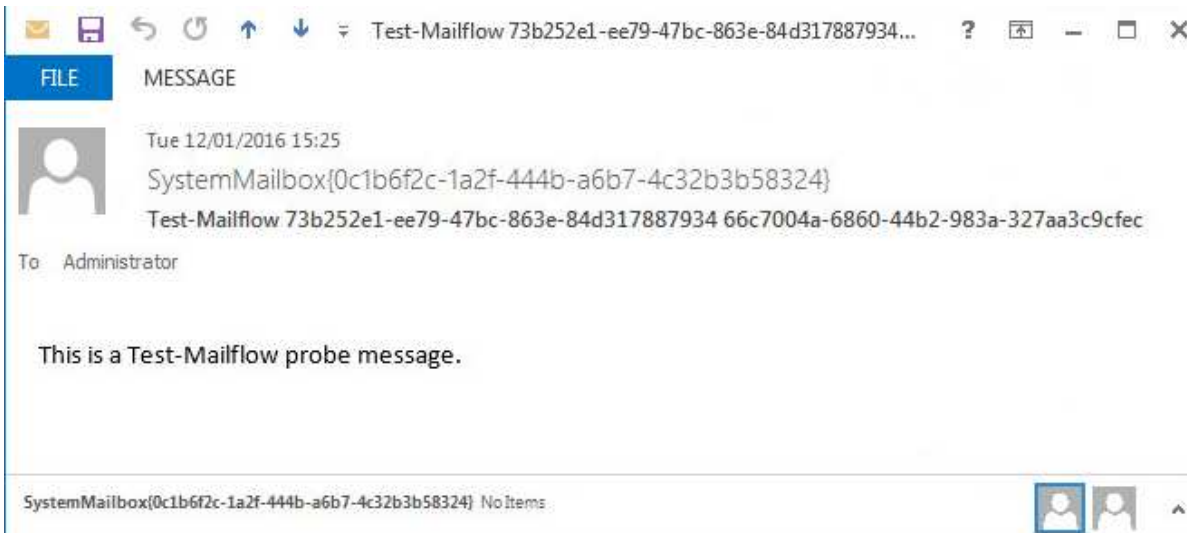 Test-Mailflow 73b252e1-ee79-47bc-863e-84d317887934...
?
FILE MESSAGE
Tue 12/01/2016 15:25
SystemMailbox{0c1b6f2c-1a2f-444b-a6b7-4c32b3b58324}
Test-Mailflow 73b252e1-ee79-47bc-863e-84d317887934 66c7004a-6860-44b2-983a-327aa3c9cfec
To Administrator
This is a Test-Mailflow probe message.
SystemMailbox{0c1b6f2c-1a2f-444b-a6b7-4c32b3b58324} No Items